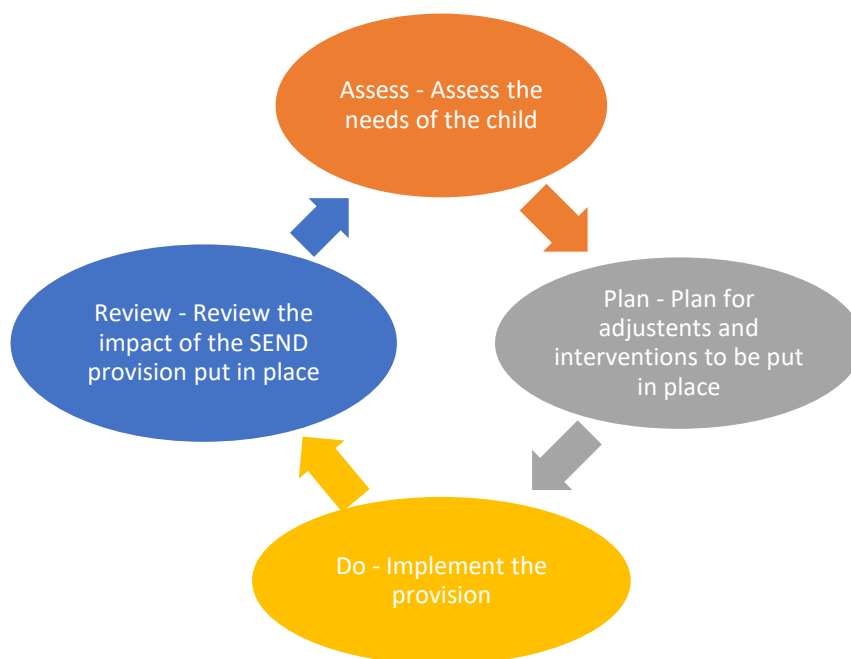 Assess - Assess the
needs of the child
Plan - Plan for
adjustents and
interventions to be put
in place
Do - Implement the
provision
Review - Review the
impact of the SEND
provision put in place